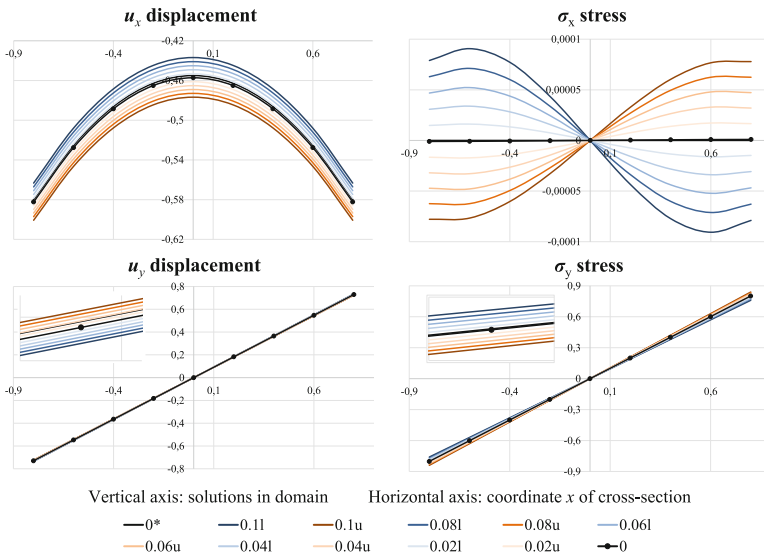 uₓ displacement
-0,9 -0,42 0,1 0,6
-0,46
-0,5
-0,54
-0,58
-0,62
σₓ stress
0,0001
0,00005
0
-0,9 -0,4 0,1 0,6
-0,00005
-0,0001
u_y displacement
0,8
0,6
0,4
0,2
0
-0,9 -0,4 0,1 0,6
-0,2
-0,4
-0,6
-0,8
σ_y stress
0,9
0,6
0,3
0
-0,9 -0,4 0,1 0,6
-0,3
-0,6
-0,9
Vertical axis: solutions in domain Horizontal axis: coordinate x of cross-section
0* 0.1l 0.1u 0.08l 0.08u 0.06l
0.06u 0.04l 0.04u 0.02l 0.02u 0